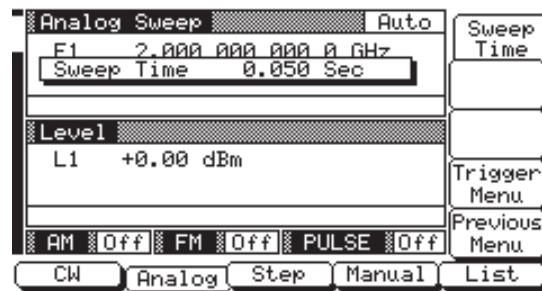 Analog Sweep Auto
F1 2.000 000 000 0 GHz
Sweep Time 0.050 Sec
Level
L1 +0.00 dBm
AM Off FM Off PULSE Off
Sweep
Time
Trigger
Menu
Previous
Menu
CW Analog Step Manual List